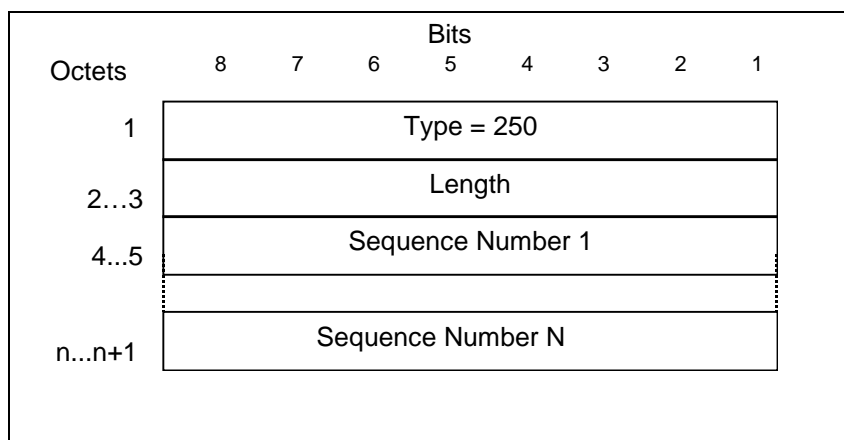 Bits
Octets 8 7 6 5 4 3 2 1
1 Type = 250
2…3 Length
4...5 Sequence Number 1
n...n+1 Sequence Number N